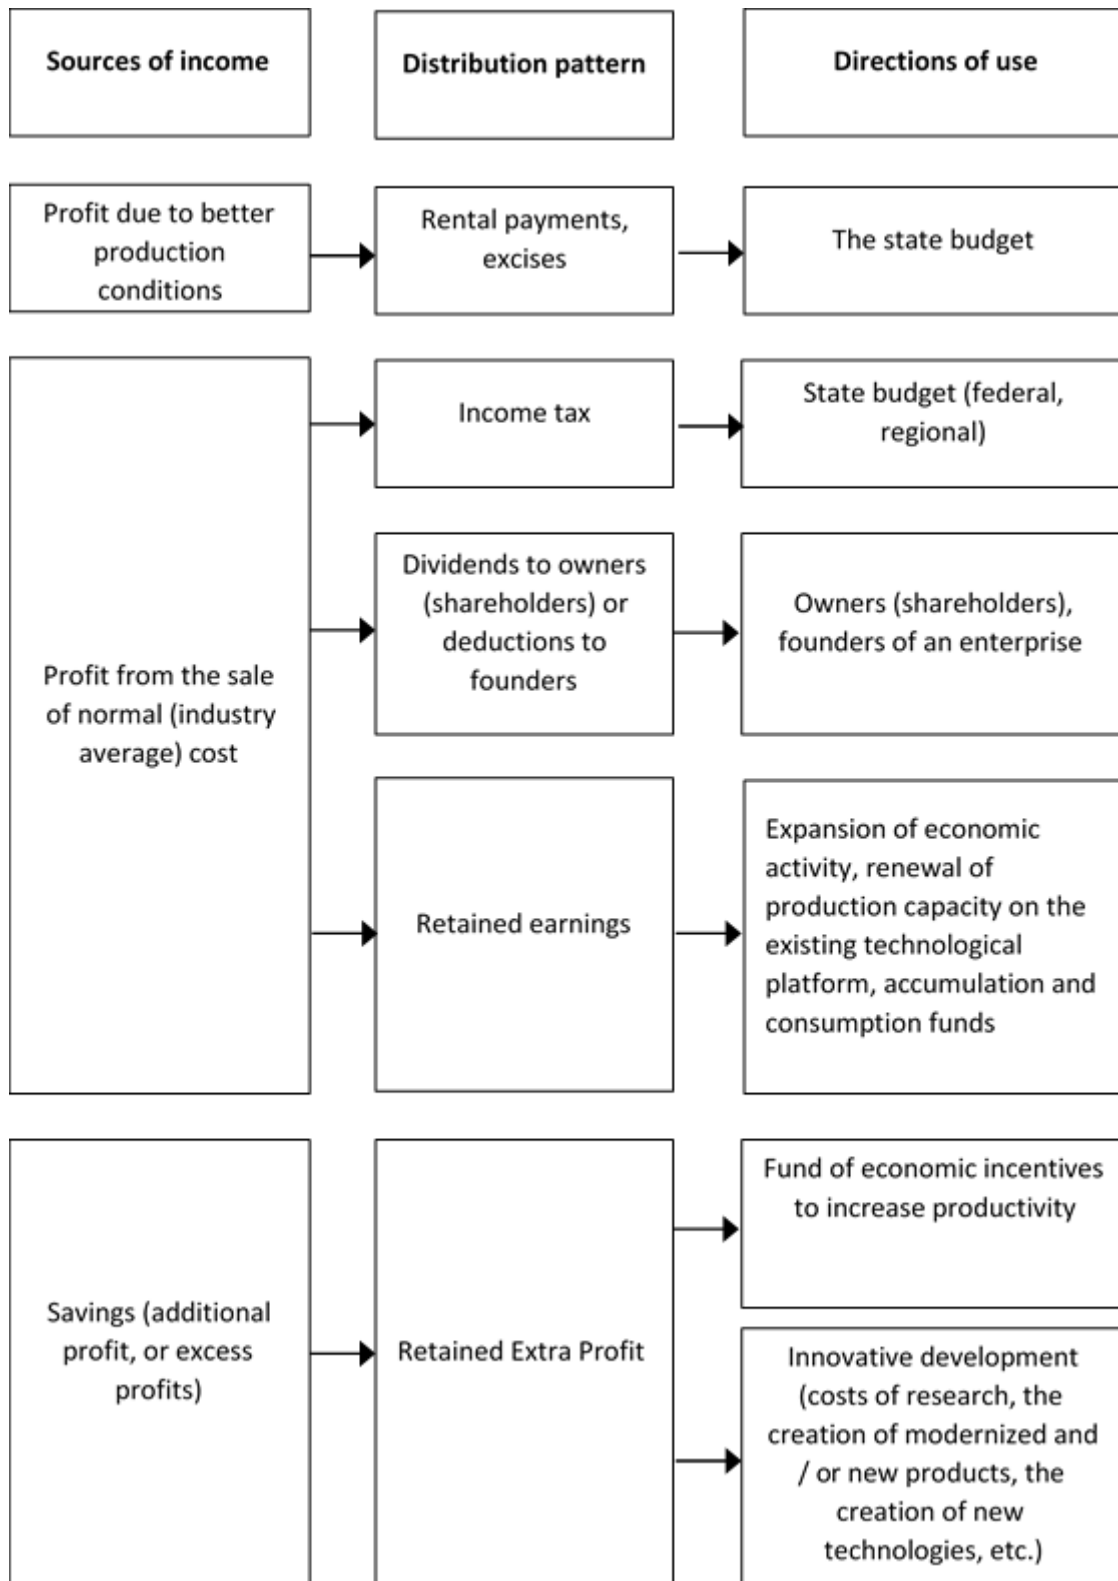 Sources of income
Distribution pattern
Directions of use
Profit due to better
production
conditions
Rental payments,
excises
The state budget
Profit from the sale
of normal (industry
average) cost
Income tax
State budget (federal,
regional)
Dividends to owners
(shareholders) or
deductions to
founders
Owners (shareholders),
founders of an enterprise
Retained earnings
Expansion of economic
activity, renewal of
production capacity on the
existing technological
platform, accumulation and
consumption funds
Savings (additional
profit, or excess
profits)
Retained Extra Profit
Fund of economic incentives
to increase productivity
Innovative development
(costs of research, the
creation of modernized and
/ or new products, the
creation of new
technologies, etc.)